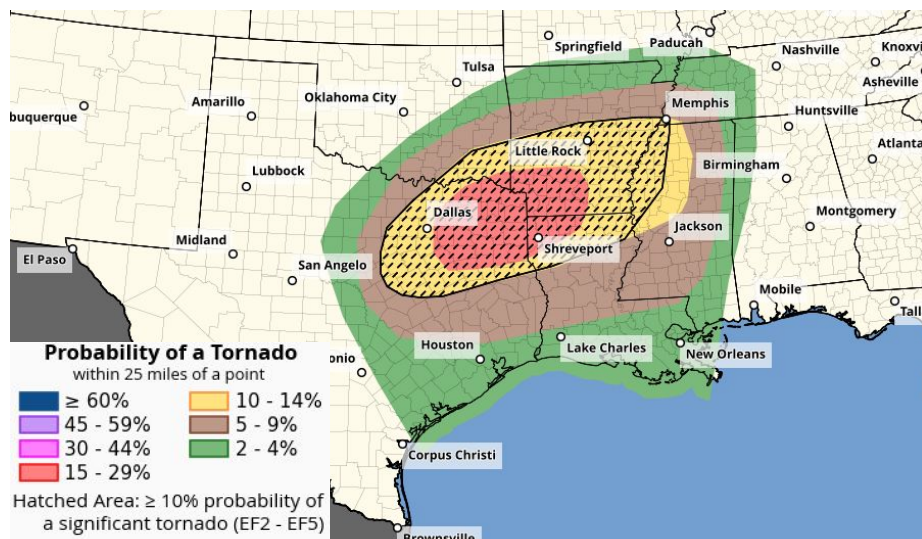 Springfield
Paducah
Nashville
Knoxv
Asheville
Tulsa
Amarillo
Oklahoma City
Memphis
Huntsville
buquerque
Little Rock
Atlanta
Lubbock
Birmingham
Dallas
Montgomery
Midland
Shreveport
Jackson
El Paso
San Angelo
Mobile
Tall
Houston
Lake Charles
New Orleans
onio
Probability of a Tornado
within 25 miles of a point
≥ 60%
10 - 14%
45 - 59%
5 - 9%
30 - 44%
2 - 4%
15 - 29%
Hatched Area: ≥ 10% probability of
a significant tornado (EF2 - EF5)
Corpus Christi
Brownsville